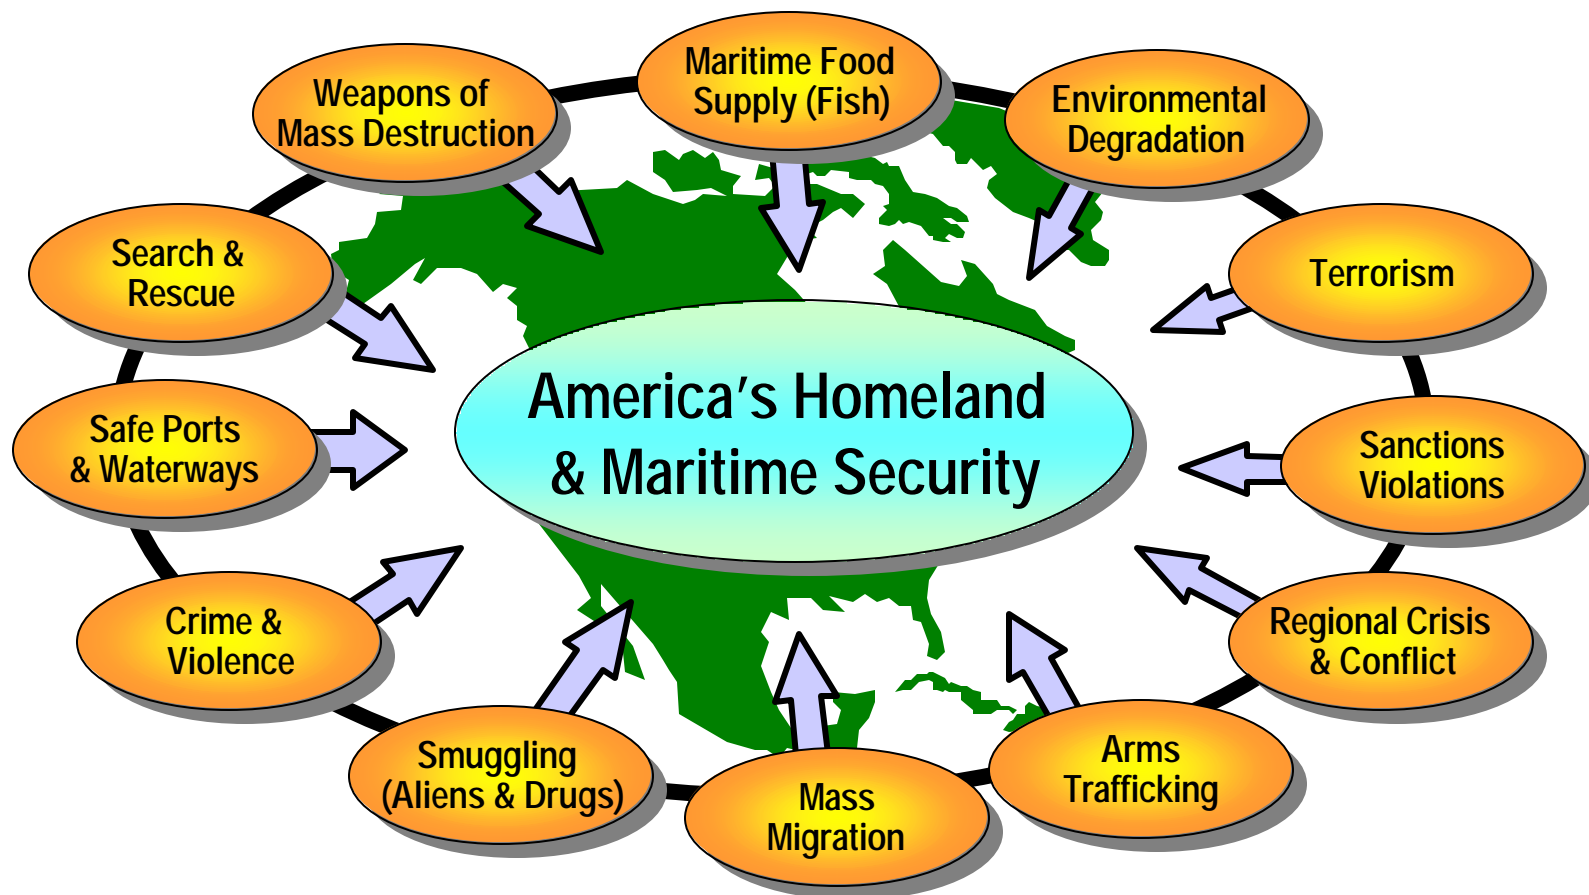 Maritime Food
Supply (Fish)
Weapons of
Mass Destruction
Environmental
Degradation
Search &
Rescue
Terrorism
America's Homeland
& Maritime Security
Safe Ports
& Waterways
Sanctions
Violations
Crime &
Violence
Regional Crisis
& Conflict
Smuggling
(Aliens & Drugs)
Arms
Trafficking
Mass
Migration